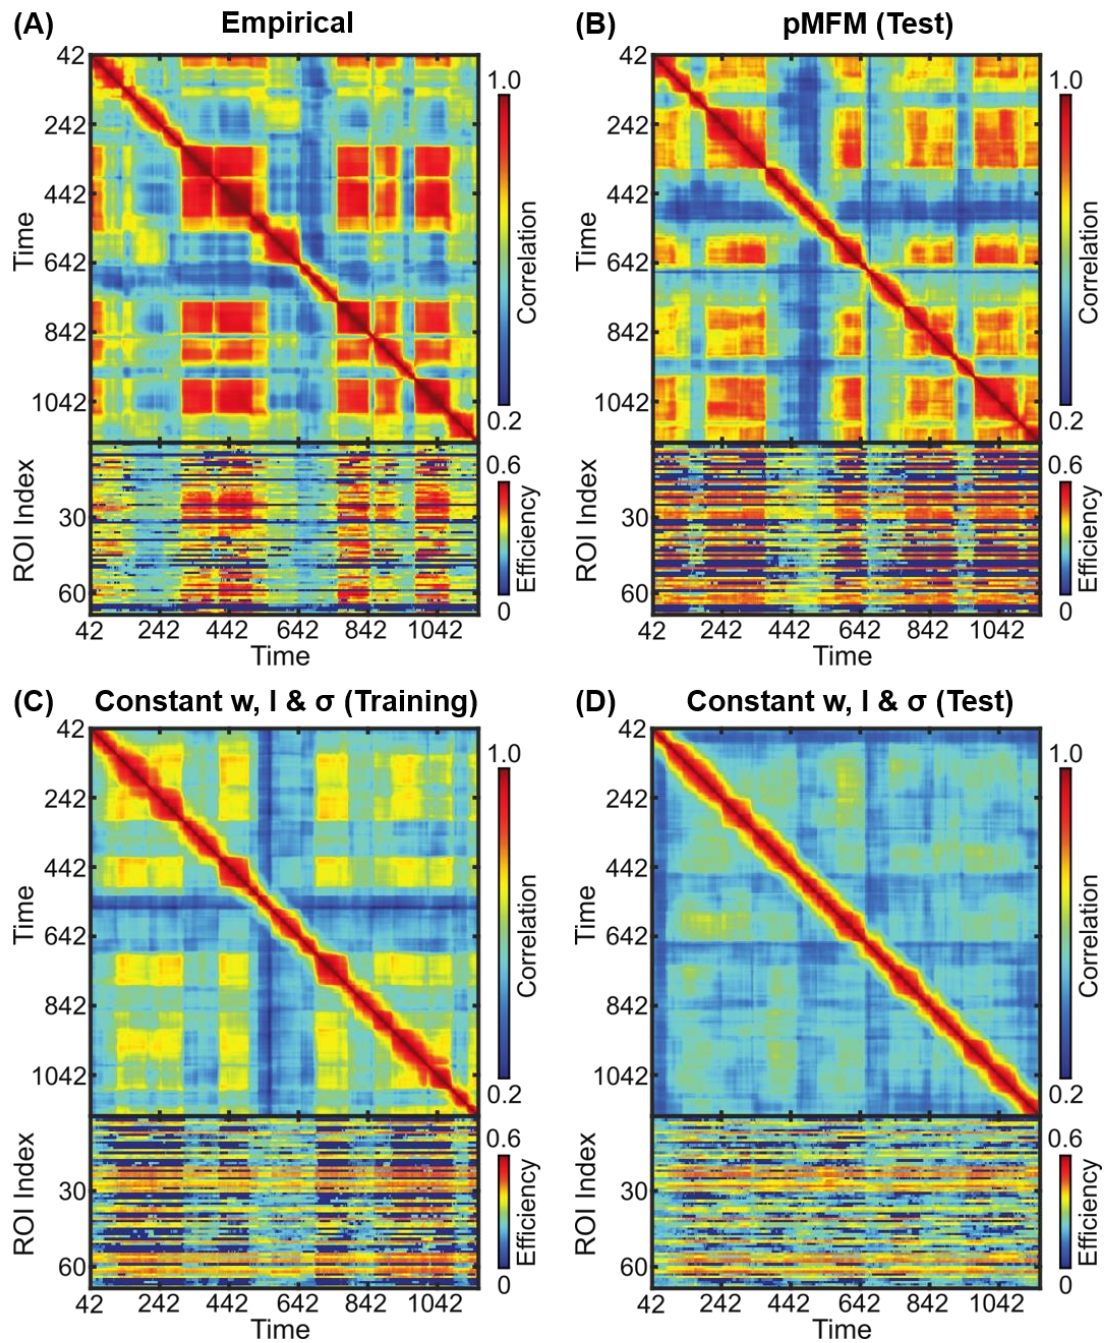 (A) Empirical
42
242
442
642
842
1042
Time
1.0
Correlation
0.2
ROI Index
30
60
0.6
Efficiency
0
42 242 442 642 842 1042
Time
(B) pMFM (Test)
42
242
442
642
842
1042
Time
1.0
Correlation
0.2
ROI Index
30
60
0.6
Efficiency
0
42 242 442 642 842 1042
Time
(C) Constant w, I & σ (Training)
42
242
442
642
842
1042
Time
1.0
Correlation
0.2
ROI Index
30
60
0.6
Efficiency
0
42 242 442 642 842 1042
Time
(D) Constant w, I & σ (Test)
42
242
442
642
842
1042
Time
1.0
Correlation
0.2
ROI Index
30
60
0.6
Efficiency
0
42 242 442 642 842 1042
Time